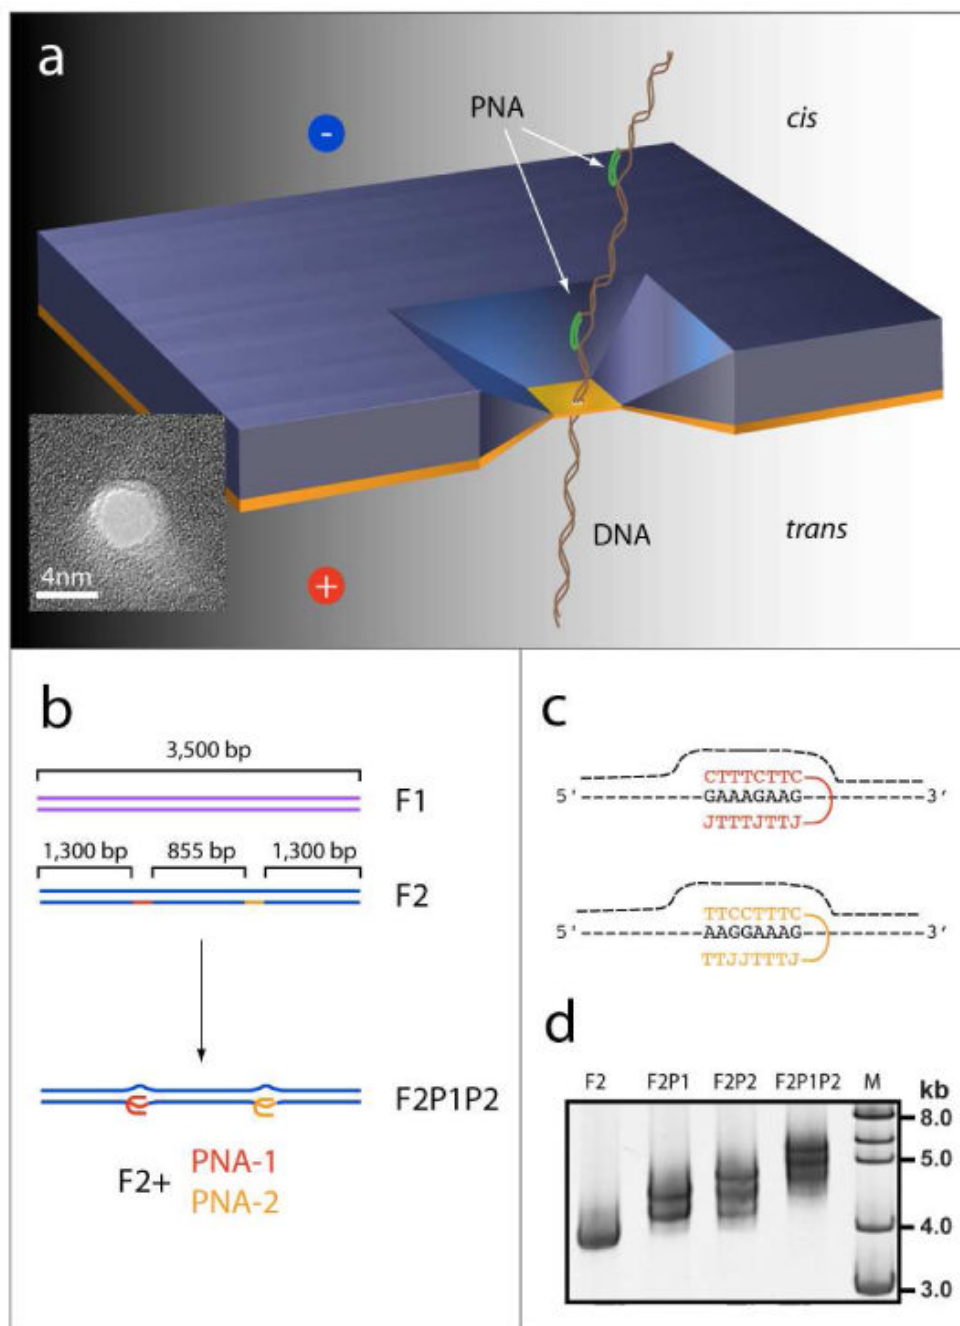 a
PNA
cis
-
4nm
+
DNA
trans
b
3,500 bp
F1
1,300 bp 855 bp 1,300 bp
F2
F2P1P2
F2+
PNA-1
PNA-2
c
CTTTCTTC
5' GAAAGAAG 3'
JTTTJTTJ
TTCCTTTC
5' AAGGAAAG 3'
TTJJTTTJ
d
F2 F2P1 F2P2 F2P1P2 M kb
8.0
5.0
4.0
3.0